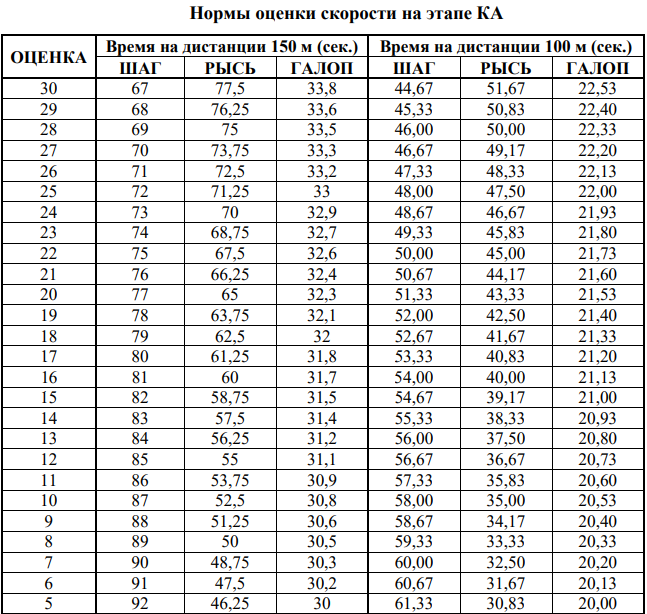 Нормы оценки скорости на этапе КА
ОЦЕНКА Время на дистанции 150 м (сек.) Время на дистанции 100 м (сек.)
ШАГ РЫСЬ ГАЛОП ШАГ РЫСЬ ГАЛОП
30 67 77,5 33,8 44,67 51,67 22,53
29 68 76,25 33,6 45,33 50,83 22,40
28 69 75 33,5 46,00 50,00 22,33
27 70 73,75 33,3 46,67 49,17 22,20
26 71 72,5 33,2 47,33 48,33 22,13
25 72 71,25 33 48,00 47,50 22,00
24 73 70 32,9 48,67 46,67 21,93
23 74 68,75 32,7 49,33 45,83 21,80
22 75 67,5 32,6 50,00 45,00 21,73
21 76 66,25 32,4 50,67 44,17 21,60
20 77 65 32,3 51,33 43,33 21,53
19 78 63,75 32,1 52,00 42,50 21,40
18 79 62,5 32 52,67 41,67 21,33
17 80 61,25 31,8 53,33 40,83 21,20
16 81 60 31,7 54,00 40,00 21,13
15 82 58,75 31,5 54,67 39,17 21,00
14 83 57,5 31,4 55,33 38,33 20,93
13 84 56,25 31,2 56,00 37,50 20,80
12 85 55 31,1 56,67 36,67 20,73
11 86 53,75 30,9 57,33 35,83 20,60
10 87 52,5 30,8 58,00 35,00 20,53
9 88 51,25 30,6 58,67 34,17 20,40
8 89 50 30,5 59,33 33,33 20,33
7 90 48,75 30,3 60,00 32,50 20,20
6 91 47,5 30,2 60,67 31,67 20,13
5 92 46,25 30 61,33 30,83 20,00